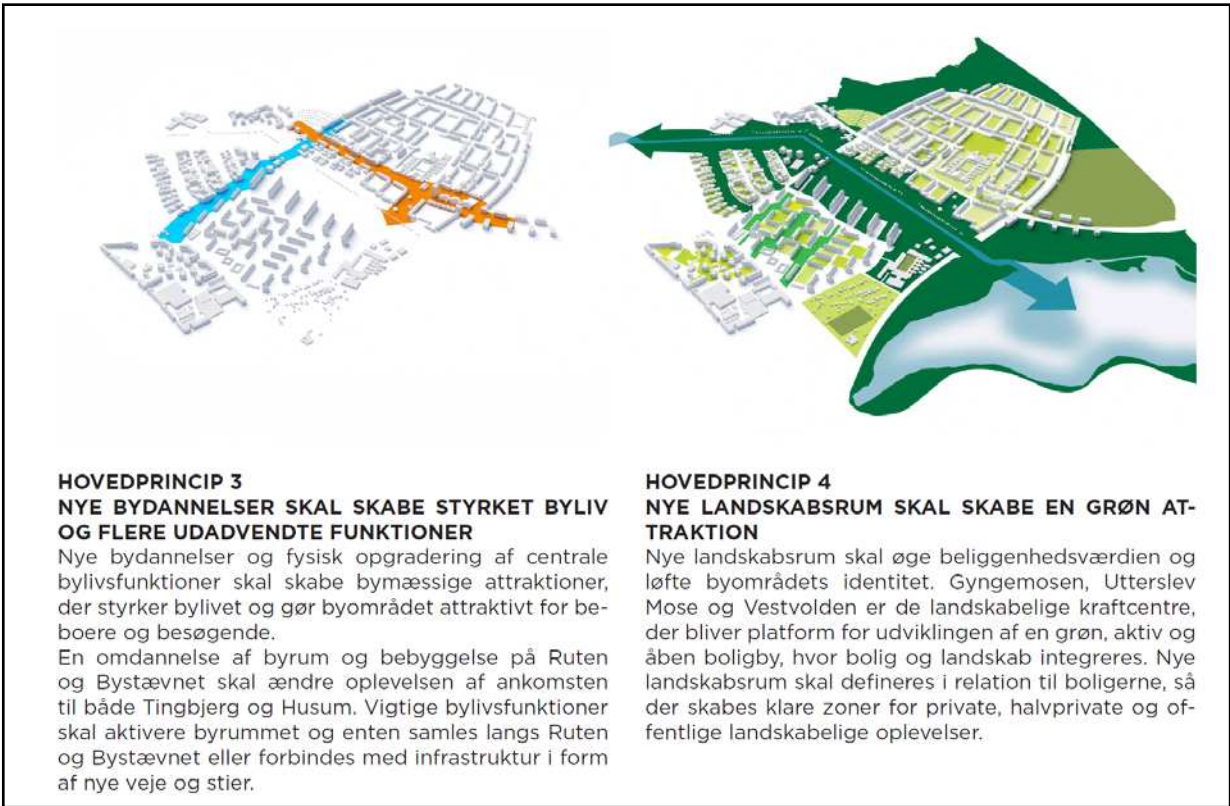 HOVEDPRINCIP 3
NYE BYDANNELSER SKAL SKABE STYRKET BYLIV
OG FLERE UDADVENDTE FUNKTIONER
Nye bydannelser og fysisk opgradering af centrale
bylivsfunktioner skal skabe bymæssige attraktioner,
der styrker bylivet og gør byområdet attraktivt for be-
boere og besøgende.
En omdannelse af byrum og bebyggelse på Ruten
og Bystævnet skal ændre oplevelsen af ankomsten
til både Tingbjerg og Husum. Vigtige bylivsfunktioner
skal aktivere byrummet og enten samles langs Ruten
og Bystævnet eller forbindes med infrastruktur i form
af nye veje og stier.
HOVEDPRINCIP 4
NYE LANDSKABSRUM SKAL SKABE EN GRØN AT-
TRAKTION
Nye landskabsrum skal øge beliggenhedsværdien og
løfte byområdets identitet. Gyngemosen, Utterslev
Mose og Vestvolden er de landskabelige kraftcentre,
der bliver platform for udviklingen af en grøn, aktiv og
åben boligby, hvor bolig og landskab integreres. Nye
landskabsrum skal defineres i relation til boligerne, så
der skabes klare zoner for private, halvprivate og of-
fentlige landskabelige oplevelser.